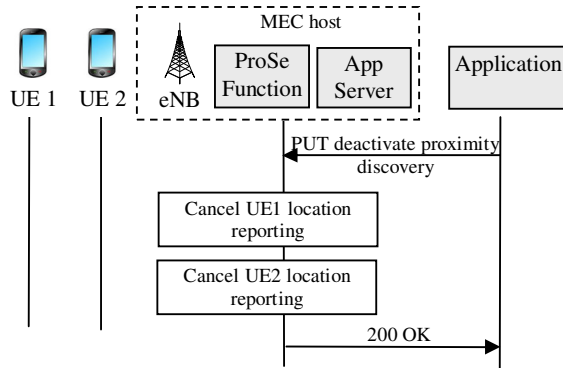 MEC host
UE 1
UE 2
eNB
ProSe
Function
App
Server
Application
PUT deactivate proximity
discovery
Cancel UE1 location
reporting
Cancel UE2 location
reporting
200 OK